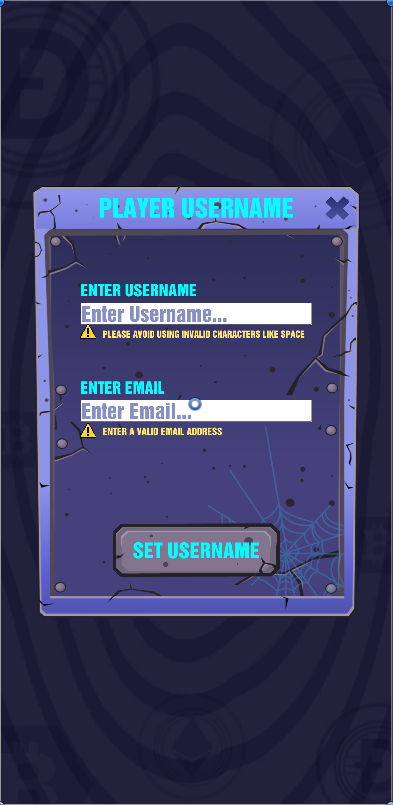 PLAYER USERNAME
ENTER USERNAME
Enter Username...
PLEASE AVOID USING INVALID CHARACTERS LIKE SPACE
ENTER EMAIL
Enter Email...
ENTER A VALID EMAIL ADDRESS
SET USERNAME